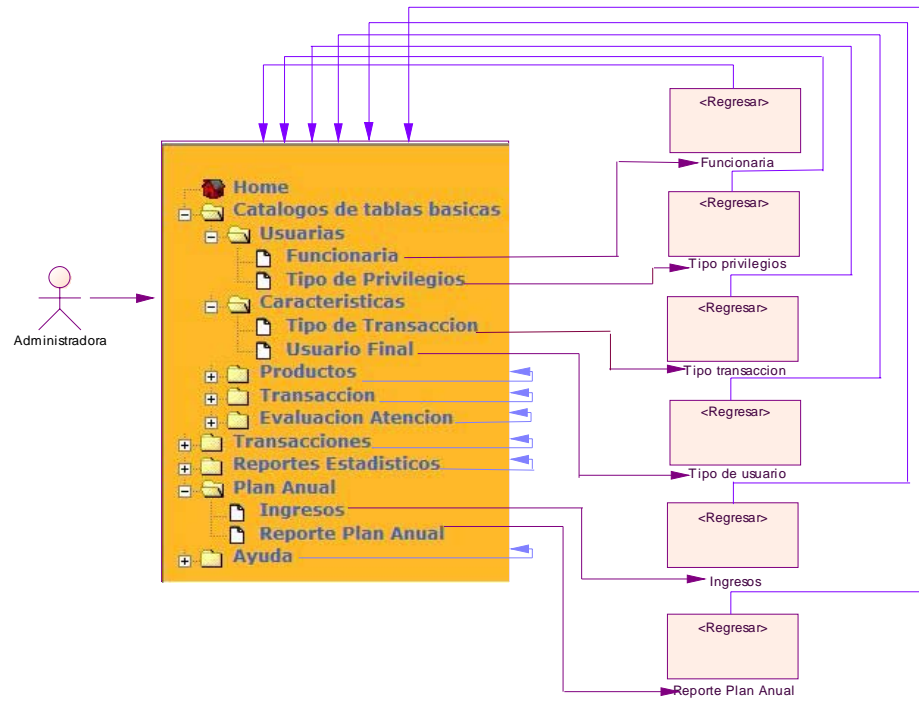 Administradora
Home
Catalogos de tablas basicas
Usuarias
Funcionaria
Tipo de Privilegios
Caracteristicas
Tipo de Transaccion
Usuario Final
Productos
Transaccion
Evaluacion Atencion
Transacciones
Reportes Estadisticos
Plan Anual
Ingresos
Reporte Plan Anual
Ayuda
<Regresar>
Funcionaria
<Regresar>
Tipo privilegios
<Regresar>
Tipo transaccion
<Regresar>
Tipo de usuario
<Regresar>
Ingresos
<Regresar>
Reporte Plan Anual